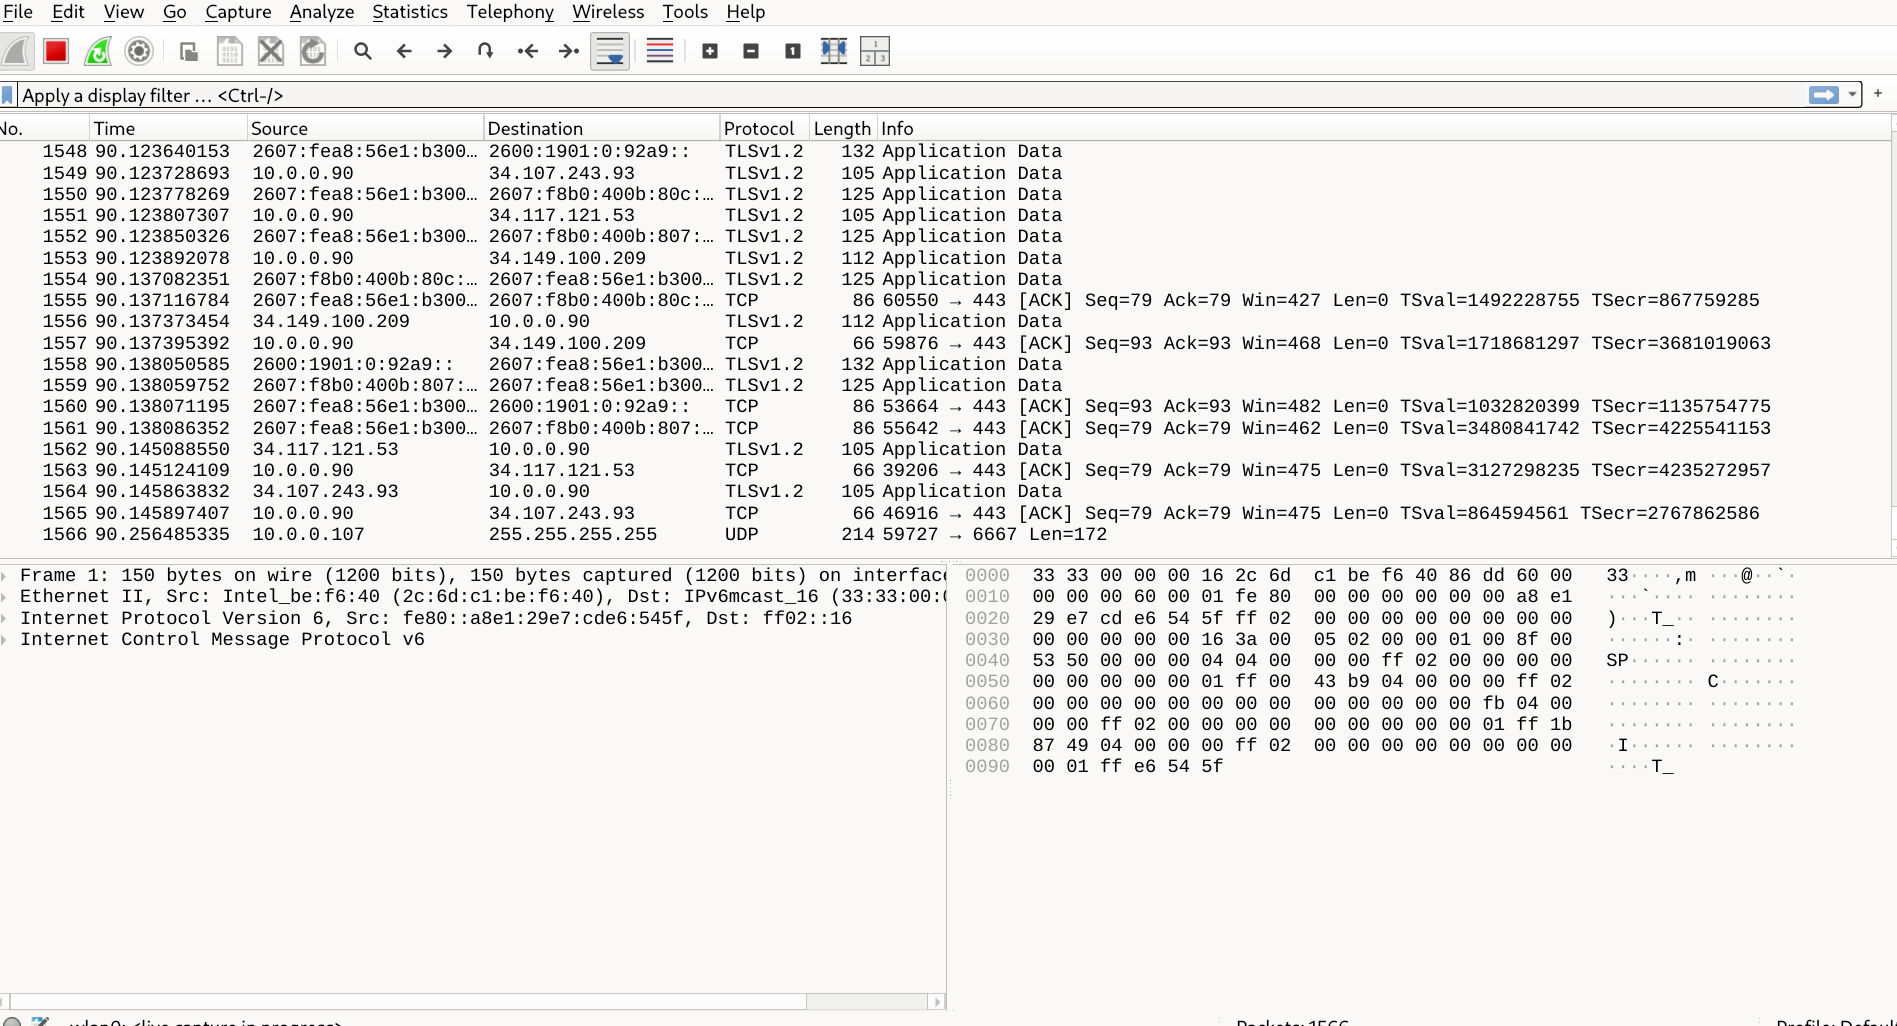 File Edit View Go Capture Analyze Statistics Telephony Wireless Tools Help
Apply a display filter … <Ctrl-/>
No. Time Source Destination Protocol Length Info
1548 90.123640153 2607:fea8:56e1:b300… 2600:1901:0:92a9:: TLSv1.2 132 Application Data
1549 90.123728693 10.0.0.90 34.107.243.93 TLSv1.2 105 Application Data
1550 90.123778269 2607:fea8:56e1:b300… 2607:f8b0:400b:80c:… TLSv1.2 125 Application Data
1551 90.123807307 10.0.0.90 34.117.121.53 TLSv1.2 105 Application Data
1552 90.123850326 2607:fea8:56e1:b300… 2607:f8b0:400b:807:… TLSv1.2 125 Application Data
1553 90.123892078 10.0.0.90 34.149.100.209 TLSv1.2 112 Application Data
1554 90.137082351 2607:f8b0:400b:80c:… 2607:fea8:56e1:b300… TLSv1.2 125 Application Data
1555 90.137116784 2607:fea8:56e1:b300… 2607:f8b0:400b:80c:… TCP 86 60550 → 443 [ACK] Seq=79 Ack=79 Win=427 Len=0 TSval=1492228755 TSecr=867759285
1556 90.137373454 34.149.100.209 10.0.0.90 TLSv1.2 112 Application Data
1557 90.137395392 10.0.0.90 34.149.100.209 TCP 66 59876 → 443 [ACK] Seq=93 Ack=93 Win=468 Len=0 TSval=1718681297 TSecr=3681019063
1558 90.138050585 2600:1901:0:92a9:: 2607:fea8:56e1:b300… TLSv1.2 132 Application Data
1559 90.138059752 2607:f8b0:400b:807:… 2607:fea8:56e1:b300… TLSv1.2 125 Application Data
1560 90.138071195 2607:fea8:56e1:b300… 2600:1901:0:92a9:: TCP 86 53664 → 443 [ACK] Seq=93 Ack=93 Win=482 Len=0 TSval=1032820399 TSecr=1135754775
1561 90.138086352 2607:fea8:56e1:b300… 2607:f8b0:400b:807:… TCP 86 55642 → 443 [ACK] Seq=79 Ack=79 Win=462 Len=0 TSval=3480841742 TSecr=4225541153
1562 90.145088550 34.117.121.53 10.0.0.90 TLSv1.2 105 Application Data
1563 90.145124109 10.0.0.90 34.117.121.53 TCP 66 39206 → 443 [ACK] Seq=79 Ack=79 Win=475 Len=0 TSval=3127298235 TSecr=4235272957
1564 90.145863832 34.107.243.93 10.0.0.90 TLSv1.2 105 Application Data
1565 90.145897407 10.0.0.90 34.107.243.93 TCP 66 46916 → 443 [ACK] Seq=79 Ack=79 Win=475 Len=0 TSval=864594561 TSecr=2767862586
1566 90.256485335 10.0.0.107 255.255.255.255 UDP 214 59727 → 6667 Len=172
Frame 1: 150 bytes on wire (1200 bits), 150 bytes captured (1200 bits) on interface
Ethernet II, Src: Intel_be:f6:40 (2c:6d:c1:be:f6:40), Dst: IPv6mcast_16 (33:33:00:0
Internet Protocol Version 6, Src: fe80::a8e1:29e7:cde6:545f, Dst: ff02::16
Internet Control Message Protocol v6
0000 33 33 00 00 00 16 2c 6d c1 be f6 40 86 dd 60 00 33····,m ···@··`·
0010 00 00 00 60 00 01 fe 80 00 00 00 00 00 00 a8 e1 ···`···· ········
0020 29 e7 cd e6 54 5f ff 02 00 00 00 00 00 00 00 00 )···T_·· ········
0030 00 00 00 00 00 16 3a 00 05 02 00 00 01 00 8f 00 ······:· ········
0040 53 50 00 00 00 04 04 00 00 00 ff 02 00 00 00 00 SP······ ········
0050 00 00 00 00 00 01 ff 00 43 b9 04 00 00 00 ff 02 ········ C·······
0060 00 00 00 00 00 00 00 00 00 00 00 00 00 fb 04 00 ········ ········
0070 00 00 ff 02 00 00 00 00 00 00 00 00 00 01 ff 1b ········ ········
0080 87 49 04 00 00 00 ff 02 00 00 00 00 00 00 00 00 ·I······ ········
0090 00 01 ff e6 54 5f ····T_
wlan0: <live capture in progress> Packets: 1566 Profile: Default